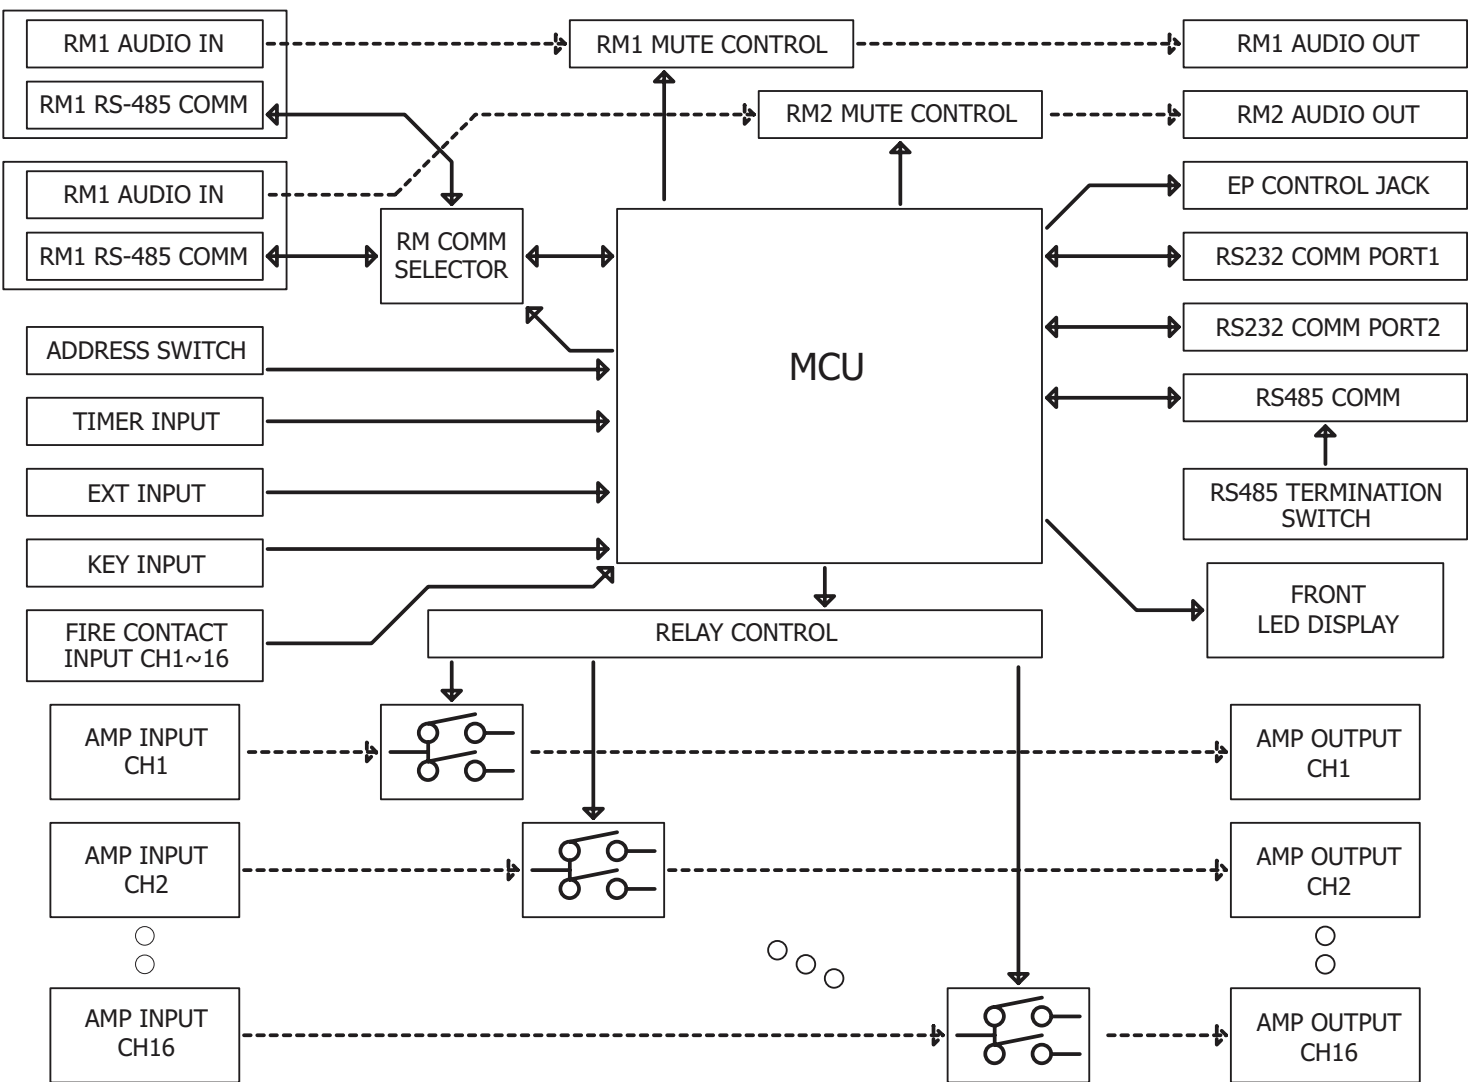 RM1 AUDIO IN
RM1 MUTE CONTROL
RM1 AUDIO OUT
RM1 RS-485 COMM
RM2 MUTE CONTROL
RM2 AUDIO OUT
RM1 AUDIO IN
EP CONTROL JACK
RM1 RS-485 COMM
RM COMM
SELECTOR
RS232 COMM PORT1
ADDRESS SWITCH
MCU
RS232 COMM PORT2
TIMER INPUT
RS485 COMM
EXT INPUT
RS485 TERMINATION
SWITCH
KEY INPUT
FRONT
LED DISPLAY
FIRE CONTACT
INPUT CH1~16
RELAY CONTROL
AMP INPUT
CH1
AMP OUTPUT
CH1
AMP INPUT
CH2
AMP OUTPUT
CH2
AMP INPUT
CH16
AMP OUTPUT
CH16